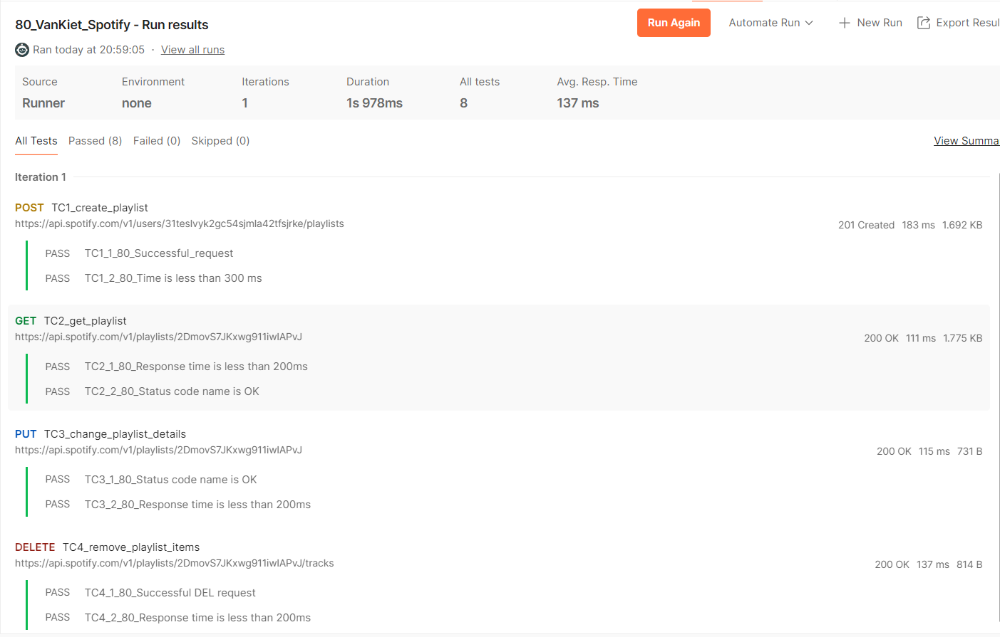 80_VanKiet_Spotify - Run results
Run Again
Automate Run
New Run
Export Resul
Ran today at 20:59:05 · View all runs
Source Environment Iterations Duration All tests Avg. Resp. Time
Runner none 1 1s 978ms 8 137 ms
All Tests Passed (8) Failed (0) Skipped (0) View Summa
Iteration 1
POST TC1_create_playlist
https://api.spotify.com/v1/users/31teslvyk2gc54sjmla42tfsjrke/playlists 201 Created 183 ms 1.692 KB
PASS TC1_1_80_Successful_request
PASS TC1_2_80_Time is less than 300 ms
GET TC2_get_playlist
https://api.spotify.com/v1/playlists/2DmovS7JKxwg911iwIAPvJ 200 OK 111 ms 1.775 KB
PASS TC2_1_80_Response time is less than 200ms
PASS TC2_2_80_Status code name is OK
PUT TC3_change_playlist_details
https://api.spotify.com/v1/playlists/2DmovS7JKxwg911iwIAPvJ 200 OK 115 ms 731 B
PASS TC3_1_80_Status code name is OK
PASS TC3_2_80_Response time is less than 200ms
DELETE TC4_remove_playlist_items
https://api.spotify.com/v1/playlists/2DmovS7JKxwg911iwIAPvJ/tracks 200 OK 137 ms 814 B
PASS TC4_1_80_Successful DEL request
PASS TC4_2_80_Response time is less than 200ms